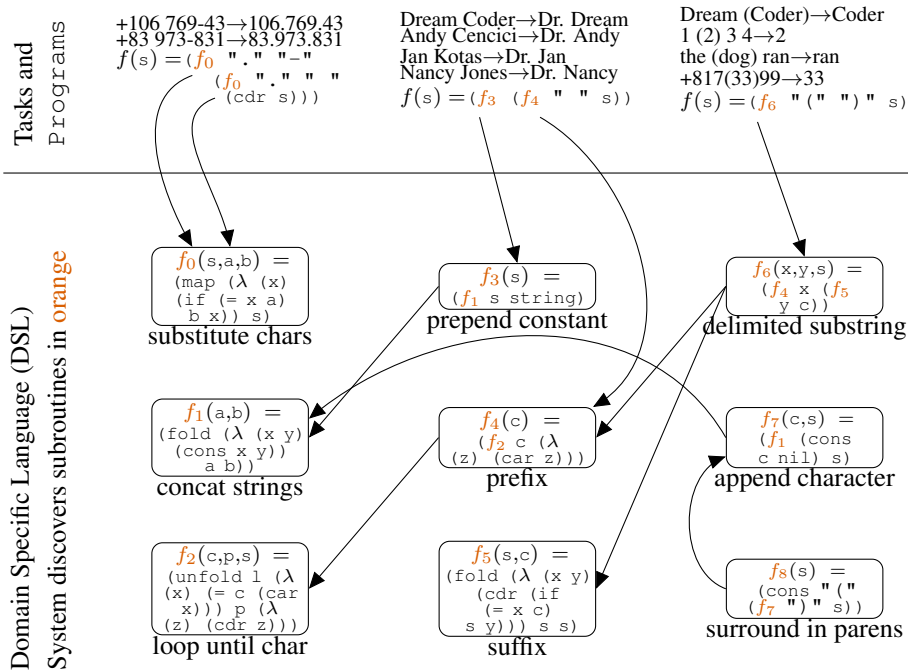 Tasks and
Programs
+106 769-43→106.769.43
+83 973-831→83.973.831
f(s) =(f0 "." "-"
(f0 "." " "
(cdr s)))
Dream Coder→Dr. Dream
Andy Cencici→Dr. Andy
Jan Kotas→Dr. Jan
Nancy Jones→Dr. Nancy
f(s) =(f3 (f4 " " s))
Dream (Coder)→Coder
1 (2) 3 4→2
the (dog) ran→ran
+817(33)99→33
f(s) =(f6 "(" ")" s)
Domain Specific Language (DSL)
System discovers subroutines in orange
f0(s,a,b) =
(map (λ (x)
(if (= x a)
b x)) s)
substitute chars
f3(s) =
(f1 s string)
prepend constant
f6(x,y,s) =
(f4 x (f5
y c))
delimited substring
f1(a,b) =
(fold (λ (x y)
(cons x y))
a b))
concat strings
f4(c) =
(f2 c (λ
(z) (car z)))
prefix
f7(c,s) =
(f1 (cons
c nil) s)
append character
f2(c,p,s) =
(unfold l (λ
(x) (= c (car
x))) p (λ
(z) (cdr z)))
loop until char
f5(s,c) =
(fold (λ (x y)
(cdr (if
(= x c)
s y))) s s)
suffix
f8(s) =
(cons "("
(f7 ")" s))
surround in parens